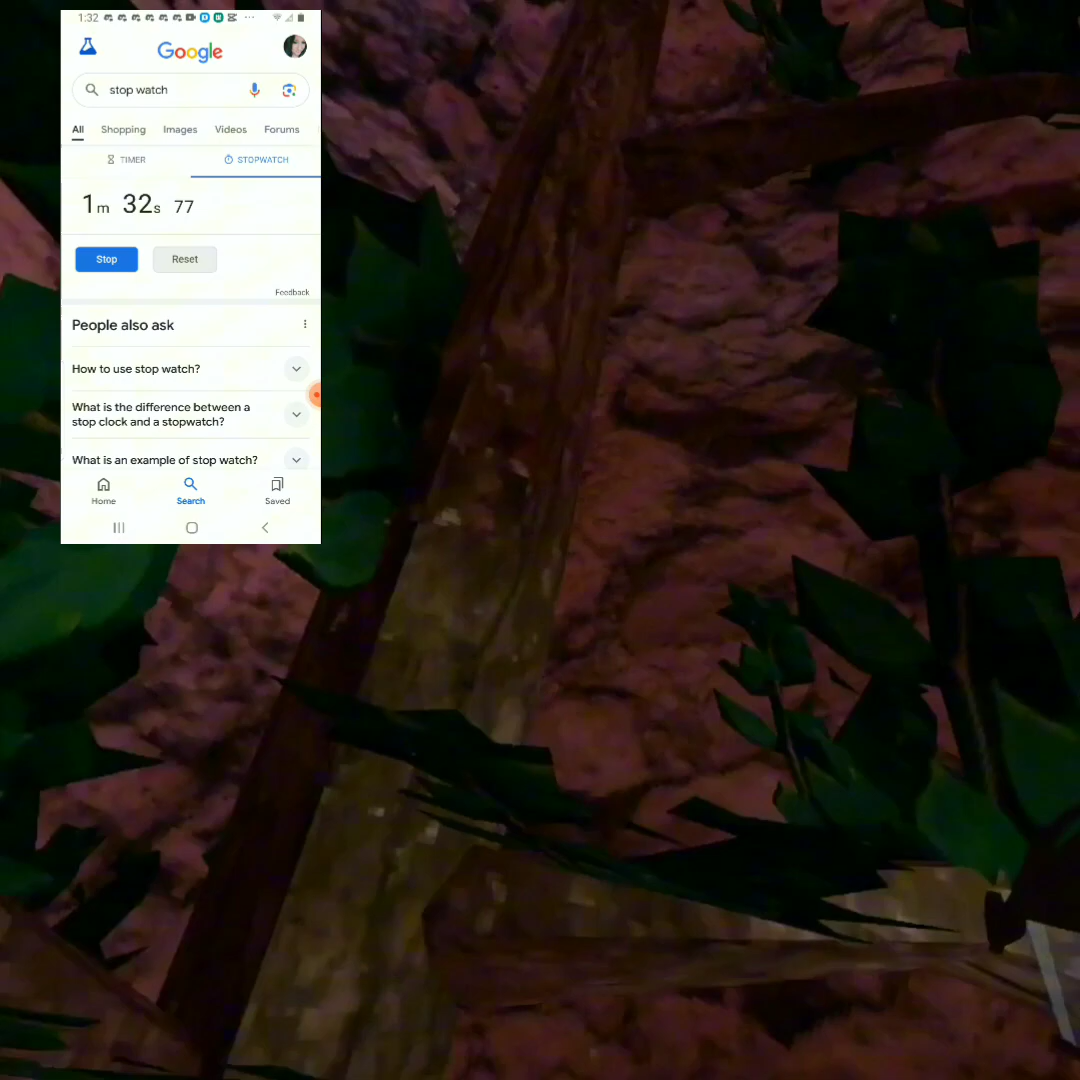 1:32
Google
stop watch
All Shopping Images Videos Forums
TIMER STOPWATCH
1m 32s 77
Stop Reset
Feedback
People also ask
How to use stop watch?
What is the difference between a
stop clock and a stopwatch?
What is an example of stop watch?
Home Search Saved